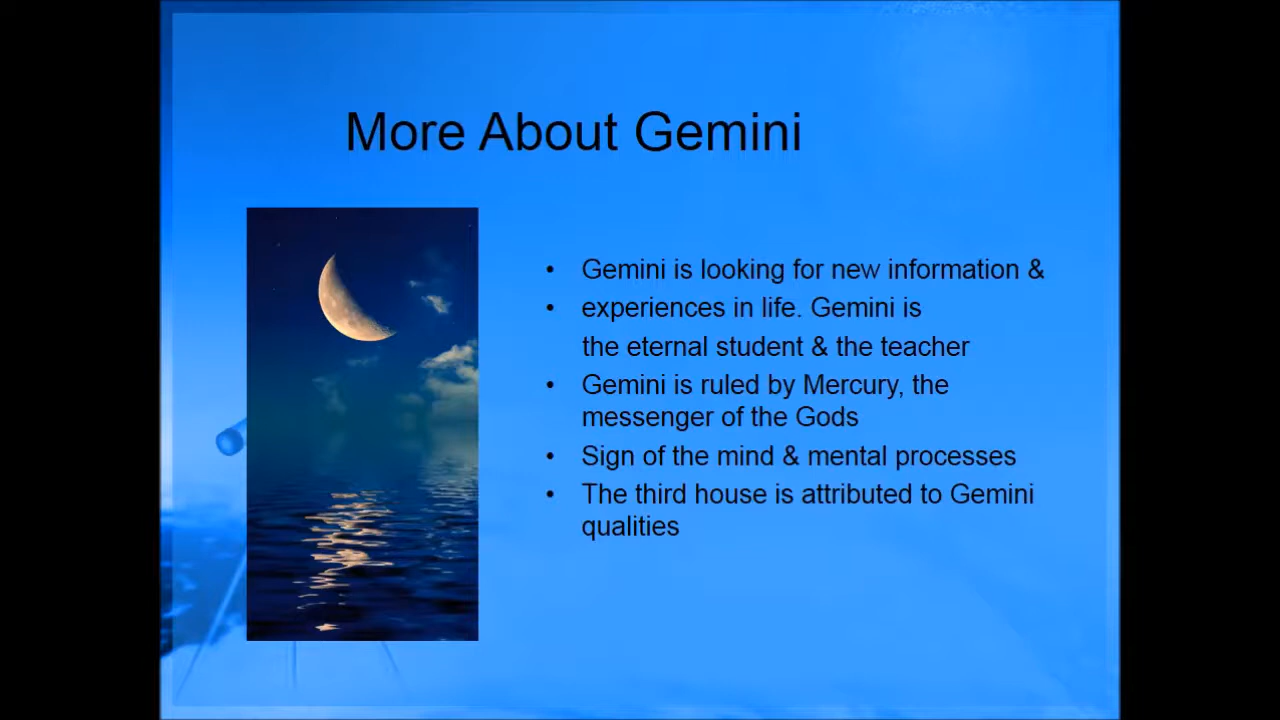 More About Gemini
• Gemini is looking for new information &
• experiences in life. Gemini is
the eternal student & the teacher
• Gemini is ruled by Mercury, the
messenger of the Gods
• Sign of the mind & mental processes
• The third house is attributed to Gemini
qualities